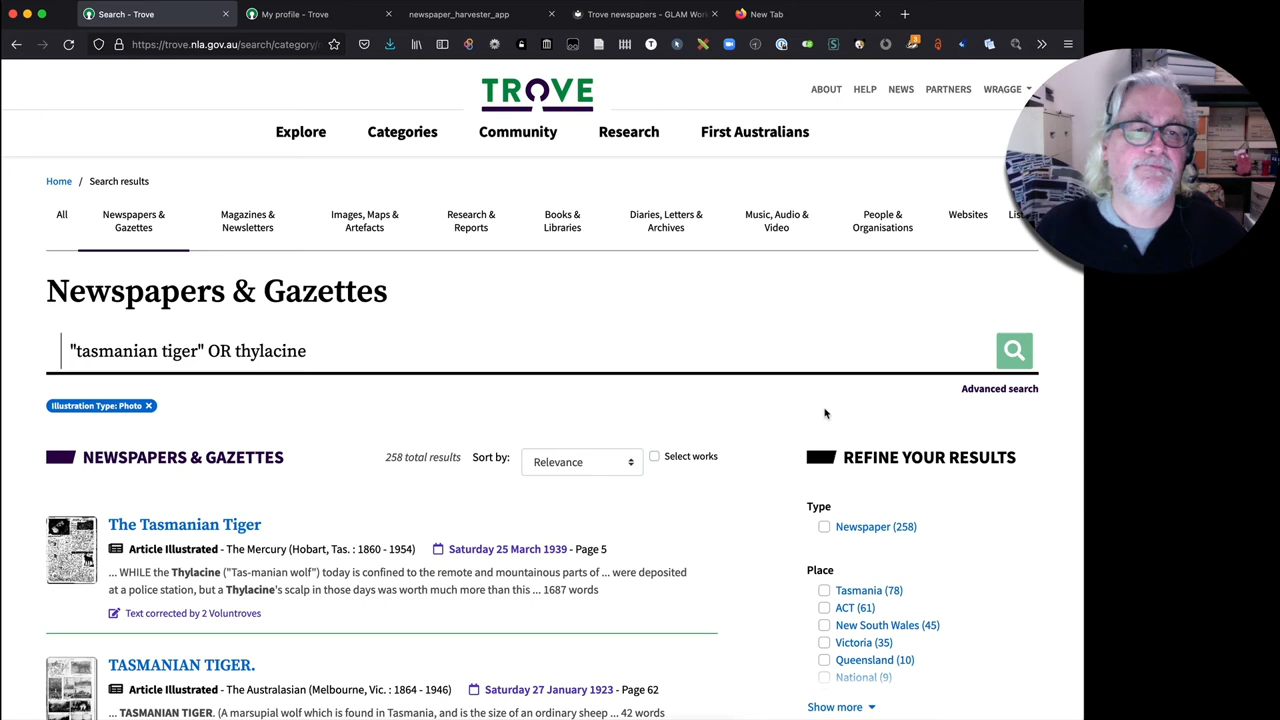 Search - Trove
My profile - Trove
newspaper_harvester_app
Trove newspapers - GLAM Wor
New Tab
https://trove.nla.gov.au/search/category/
3
TROVE
ABOUT HELP NEWS PARTNERS WRAGGE
Explore Categories Community Research First Australians
Home / Search results
All
Newspapers &
Gazettes
Magazines &
Newsletters
Images, Maps &
Artefacts
Research &
Reports
Books &
Libraries
Diaries, Letters &
Archives
Music, Audio &
Video
People &
Organisations
Websites
List
Newspapers & Gazettes
"tasmanian tiger" OR thylacine
Advanced search
Illustration Type: Photo ×
NEWSPAPERS & GAZETTES
258 total results Sort by: Relevance Select works
The Tasmanian Tiger
Article Illustrated - The Mercury (Hobart, Tas. : 1860 - 1954) Saturday 25 March 1939 - Page 5
... WHILE the Thylacine ("Tas-manian wolf") today is confined to the remote and mountainous parts of ... were deposited
at a police station, but a Thylacine's scalp in those days was worth much more than this ... 1687 words
Text corrected by 2 Voluntroves
TASMANIAN TIGER.
Article Illustrated - The Australasian (Melbourne, Vic. : 1864 - 1946) Saturday 27 January 1923 - Page 62
... TASMANIAN TIGER. (A marsupial wolf which is found in Tasmania, and is the size of an ordinary sheep ... 42 words
REFINE YOUR RESULTS
Type
Newspaper (258)
Place
Tasmania (78)
ACT (61)
New South Wales (45)
Victoria (35)
Queensland (10)
National (9)
Show more